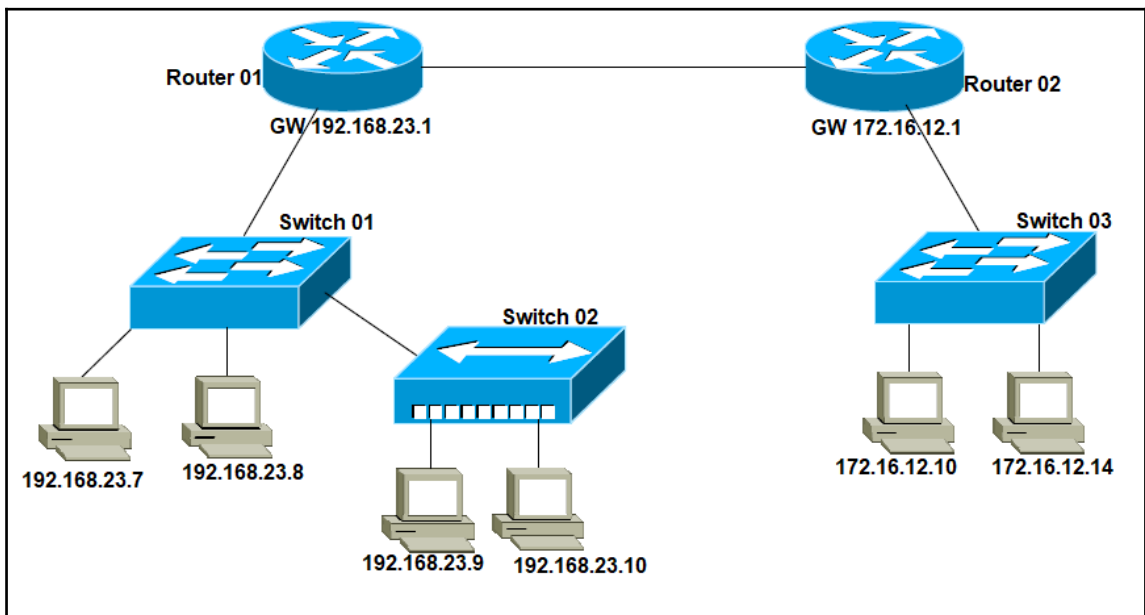 Router 01
Router 02
GW 192.168.23.1
GW 172.16.12.1
Switch 01
Switch 03
Switch 02
192.168.23.7
192.168.23.8
172.16.12.10
172.16.12.14
192.168.23.9
192.168.23.10